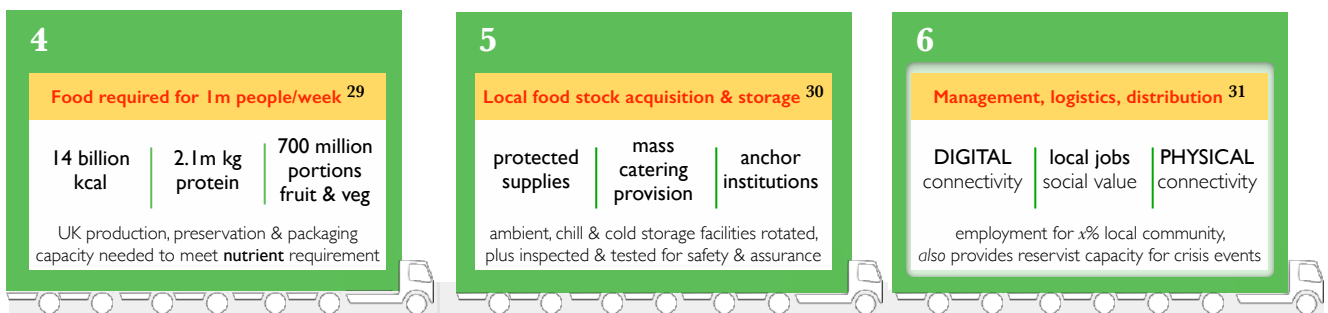 4
Food required for 1m people/week 29
14 billion
kcal
2.1m kg
protein
700 million
portions
fruit & veg
UK production, preservation & packaging
capacity needed to meet nutrient requirement
5
Local food stock acquisition & storage 30
protected
supplies
mass
catering
provision
anchor
institutions
ambient, chill & cold storage facilities rotated,
plus inspected & tested for safety & assurance
6
Management, logistics, distribution 31
DIGITAL
connectivity
local jobs
social value
PHYSICAL
connectivity
employment for x% local community,
also provides reservist capacity for crisis events